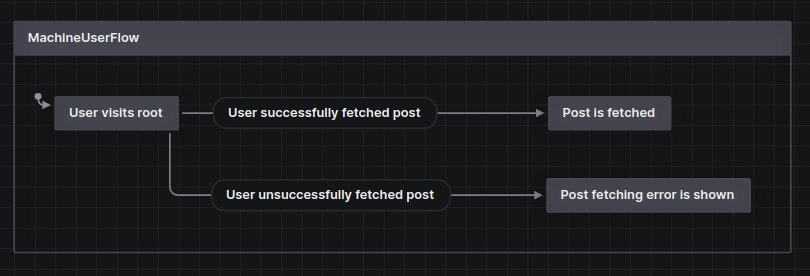 MachineUserFlow
User visits root
User successfully fetched post
Post is fetched
User unsuccessfully fetched post
Post fetching error is shown